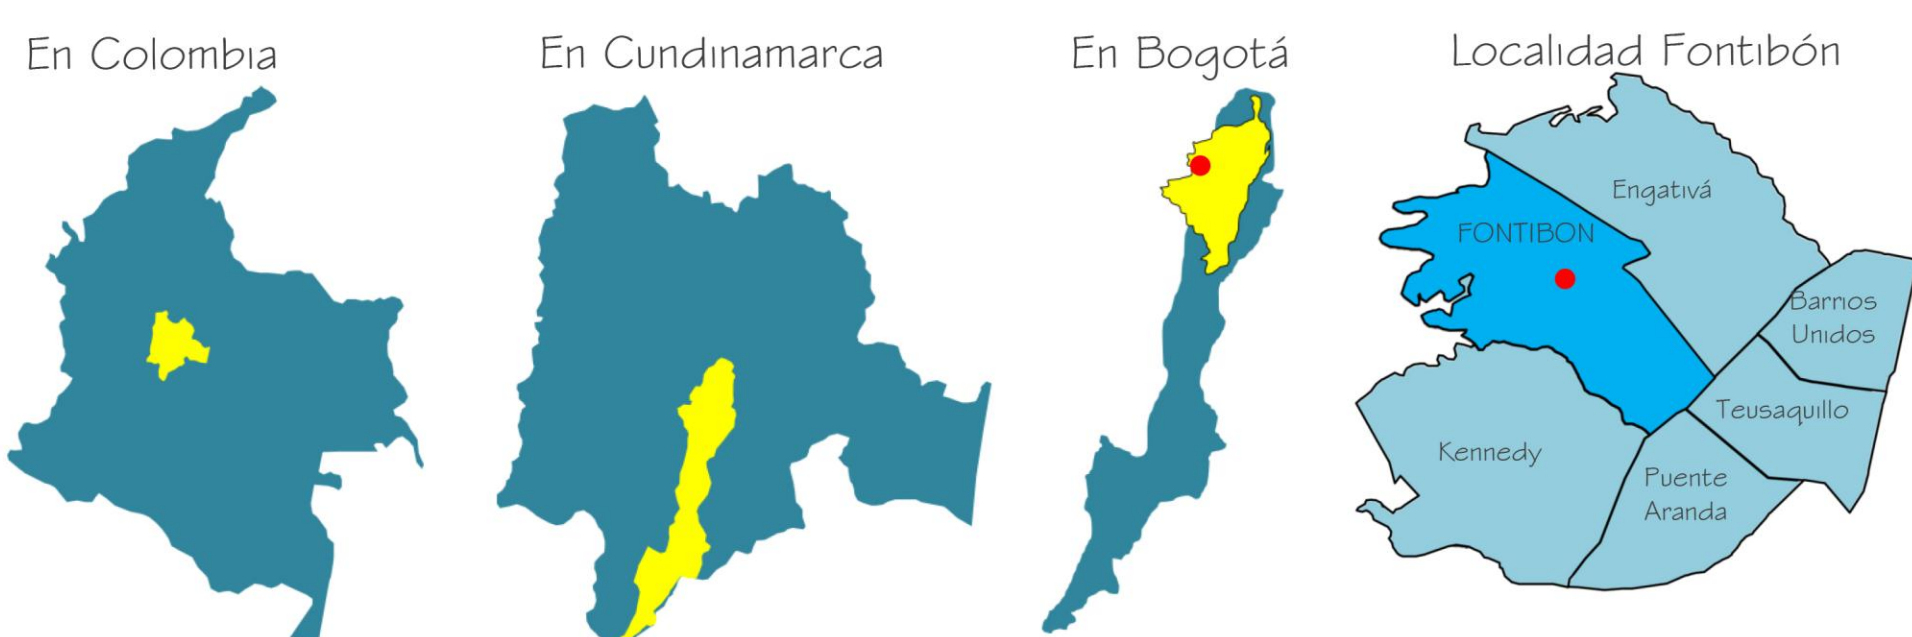 En Colombia
En Cundinamarca
En Bogotá
Localidad Fontibón
Engativá
FONTIBON
Barrios
Unidos
Teusaquillo
Kennedy
Puente
Aranda